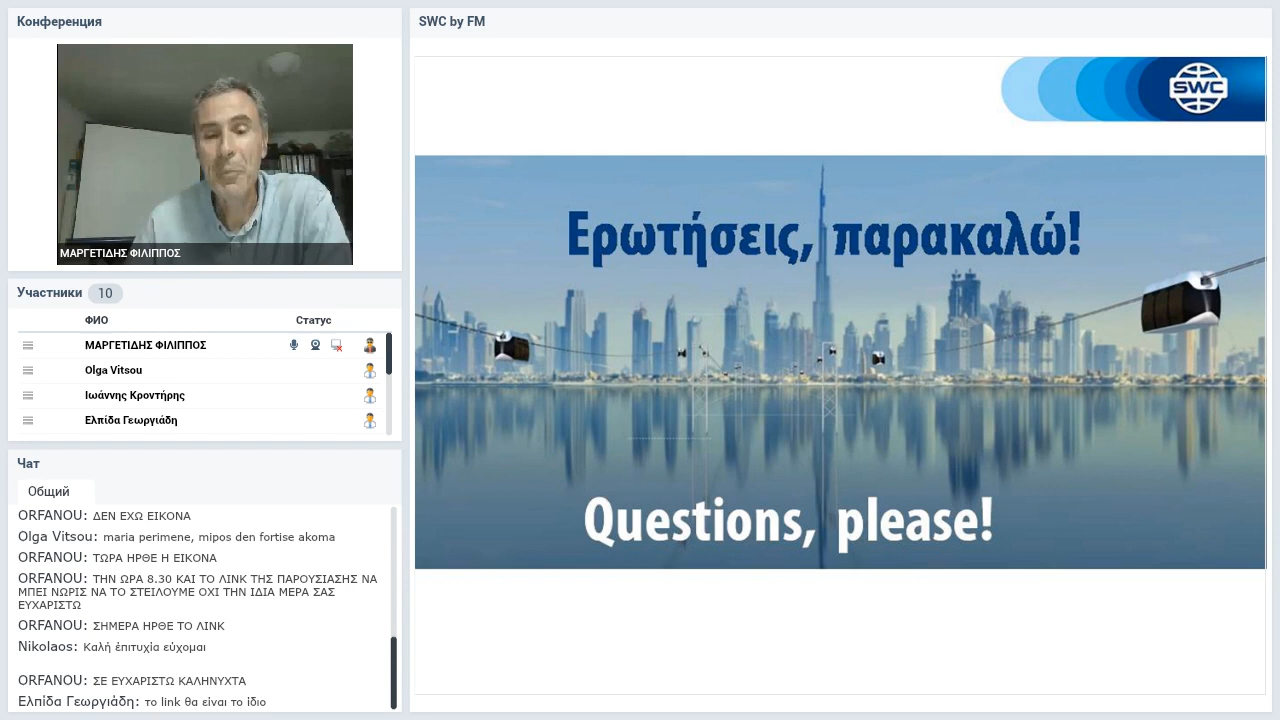 Конференция
ΜΑΡΓΕΤΙΔΗΣ ΦΙΛΙΠΠΟΣ
Участники 10
ФИО Статус
ΜΑΡΓΕΤΙΔΗΣ ΦΙΛΙΠΠΟΣ
Olga Vitsou
Ιωάννης Κροντήρης
Ελπίδα Γεωργιάδη
Чат
Общий
ORFANOU: ΔΕΝ ΕΧΩ ΕΙΚΟΝΑ
Olga Vitsou: maria perimene, mipos den fortise akoma
ORFANOU: ΤΩΡΑ ΗΡΘΕ Η ΕΙΚΟΝΑ
ORFANOU: ΤΗΝ ΩΡΑ 8.30 ΚΑΙ ΤΟ ΛΙΝΚ ΤΗΣ ΠΑΡΟΥΣΙΑΣΗΣ ΝΑ
ΜΠΕΙ ΝΩΡΙΣ ΝΑ ΤΟ ΣΤΕΙΛΟΥΜΕ ΟΧΙ ΤΗΝ ΙΔΙΑ ΜΕΡΑ ΣΑΣ
ΕΥΧΑΡΙΣΤΩ
ORFANOU: ΣΗΜΕΡΑ ΗΡΘΕ ΤΟ ΛΙΝΚ
Nikolaos: Καλή ἐπιτυχία εὐχομαι
ORFANOU: ΣΕ ΕΥΧΑΡΙΣΤΩ ΚΑΛΗΝΥΧΤΑ
Ελπίδα Γεωργιάδη: το link θα είναι το ίδιο
SWC by FM
SWC
Ερωτήσεις, παρακαλώ!
Questions, please!